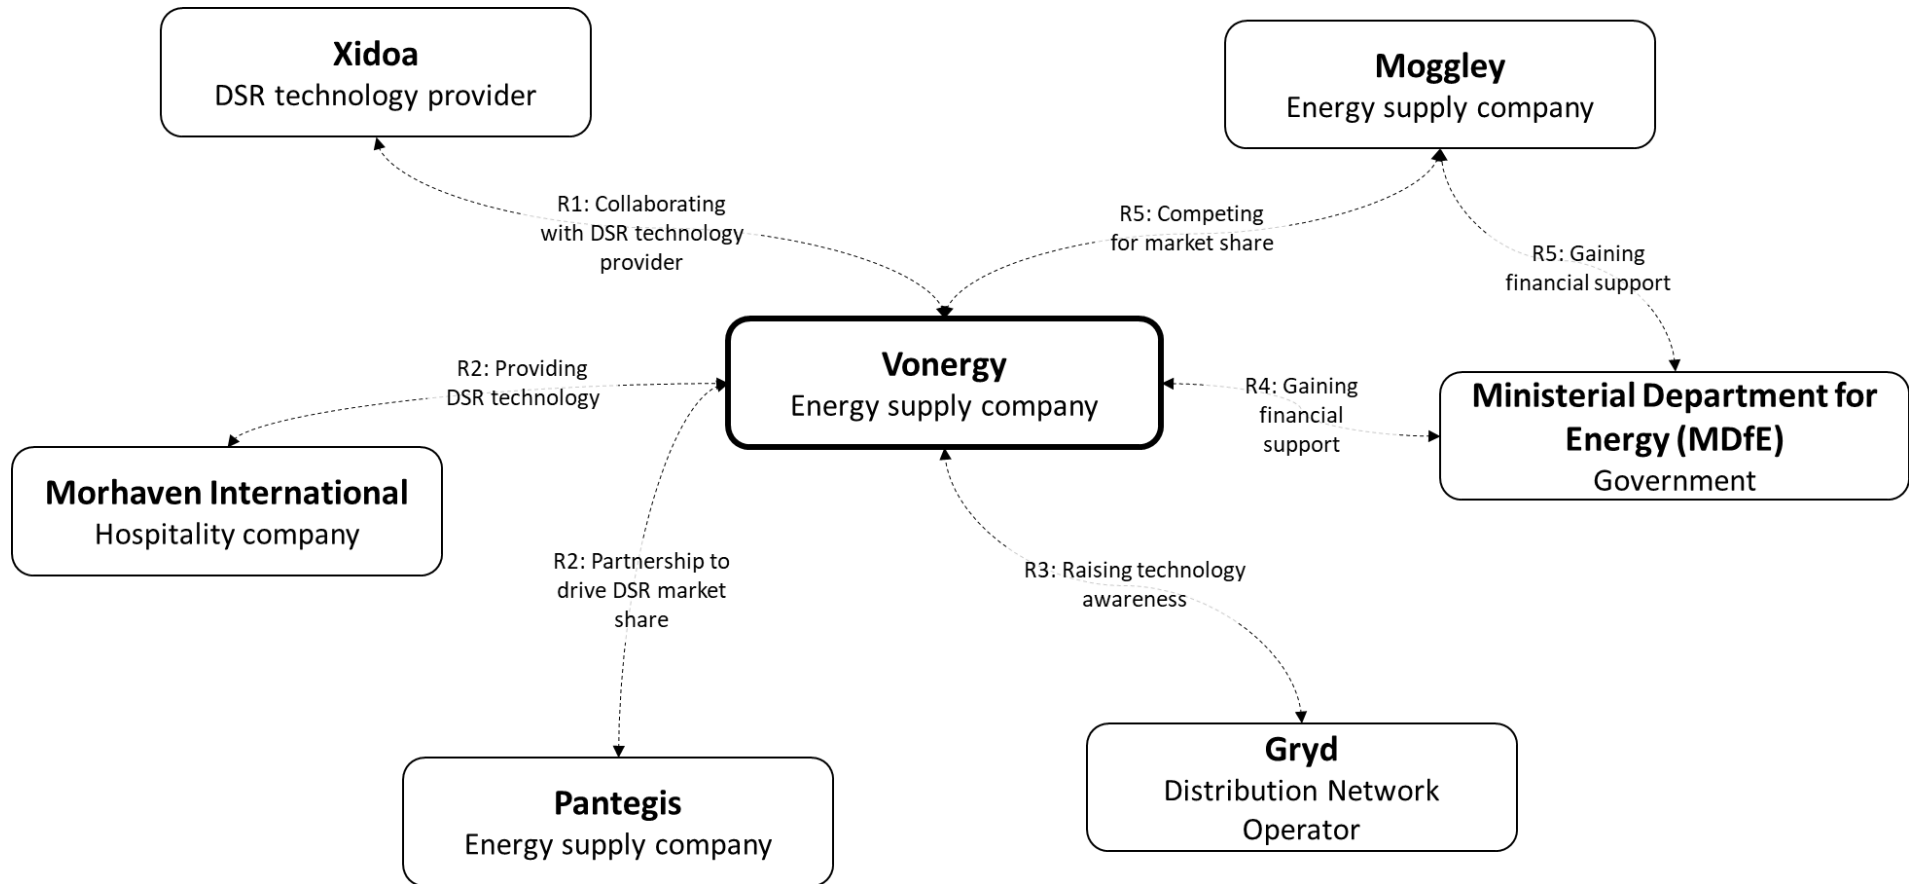 Xidoa
DSR technology provider
Moggley
Energy supply company
R1: Collaborating
with DSR technology
provider
R5: Competing
for market share
R5: Gaining
financial support
Vonergy
Energy supply company
R2: Providing
DSR technology
R4: Gaining
financial
support
Ministerial Department for
Energy (MDfE)
Government
Morhaven International
Hospitality company
R2: Partnership to
drive DSR market
share
R3: Raising technology
awareness
Pantegis
Energy supply company
Gryd
Distribution Network
Operator